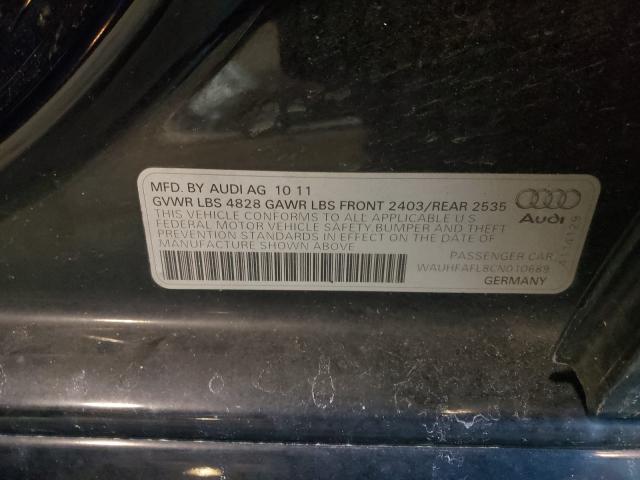 MFD. BY AUDI AG 10 11
GVWR LBS 4828 GAWR LBS FRONT 2403/REAR 2535
THIS VEHICLE CONFORMS TO ALL APPLICABLE U S
FEDERAL MOTOR VEHICLE SAFETY,BUMPER AND THEFT
PREVENTION STANDARDS IN EFFECT ON THE DATE OF
MANUFACTURE SHOWN ABOVE
PASSENGER CAR
WAUHFAFL8CN010689
GERMANY
Audi